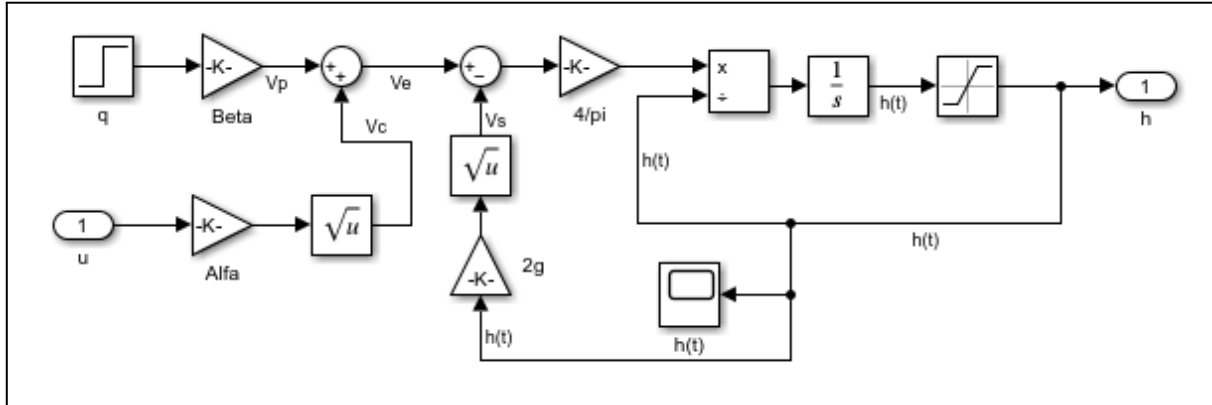 -K-
Vp
q
Beta
+
+
Ve
+
−
Vs
-K-
4/pi
x
÷
1
s
h(t)
1
h
Vc
h(t)
√u
1
u
-K-
Alfa
√u
h(t)
-K-
2g
h(t)
h(t)